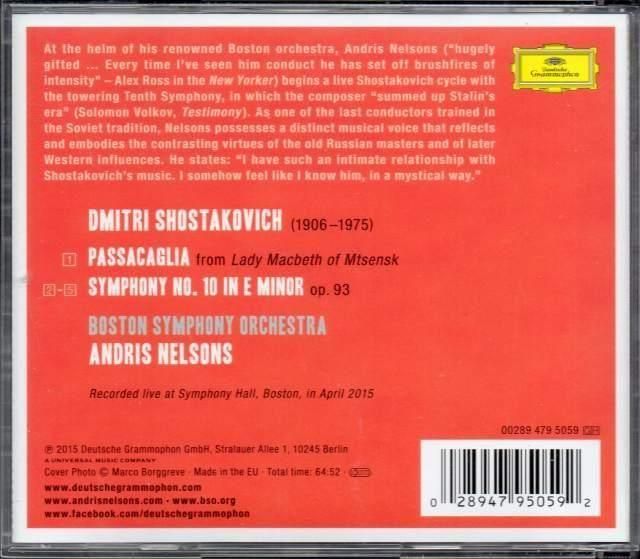 At the helm of his renowned Boston orchestra, Andris Nelsons (“hugely
gifted ... Every time I’ve seen him conduct he has set off brushfires of
intensity” – Alex Ross in the New Yorker) begins a live Shostakovich cycle with
the towering Tenth Symphony, in which the composer “summed up Stalin’s
era” (Solomon Volkov, Testimony). As one of the last conductors trained in
the Soviet tradition, Nelsons possesses a distinct musical voice that reflects
and embodies the contrasting virtues of the old Russian masters and of later
Western influences. He states: “I have such an intimate relationship with
Shostakovich’s music. I somehow feel like I know him, in a mystical way.”
Deutsche
Grammophon
DMITRI SHOSTAKOVICH (1906–1975)
1 PASSACAGLIA from Lady Macbeth of Mtsensk
2-5 SYMPHONY NO. 10 IN E MINOR op. 93
BOSTON SYMPHONY ORCHESTRA
ANDRIS NELSONS
Recorded live at Symphony Hall, Boston, in April 2015
00289 479 5059 GH
℗ 2015 Deutsche Grammophon GmbH, Stralauer Allee 1, 10245 Berlin
A UNIVERSAL MUSIC COMPANY
Cover Photo © Marco Borggreve · Made in the EU · Total time: 64:52 ·
www.deutschegrammophon.com
www.andrisnelsons.com · www.bso.org
www.facebook.com/deutschegrammophon
0 28947 95059 2